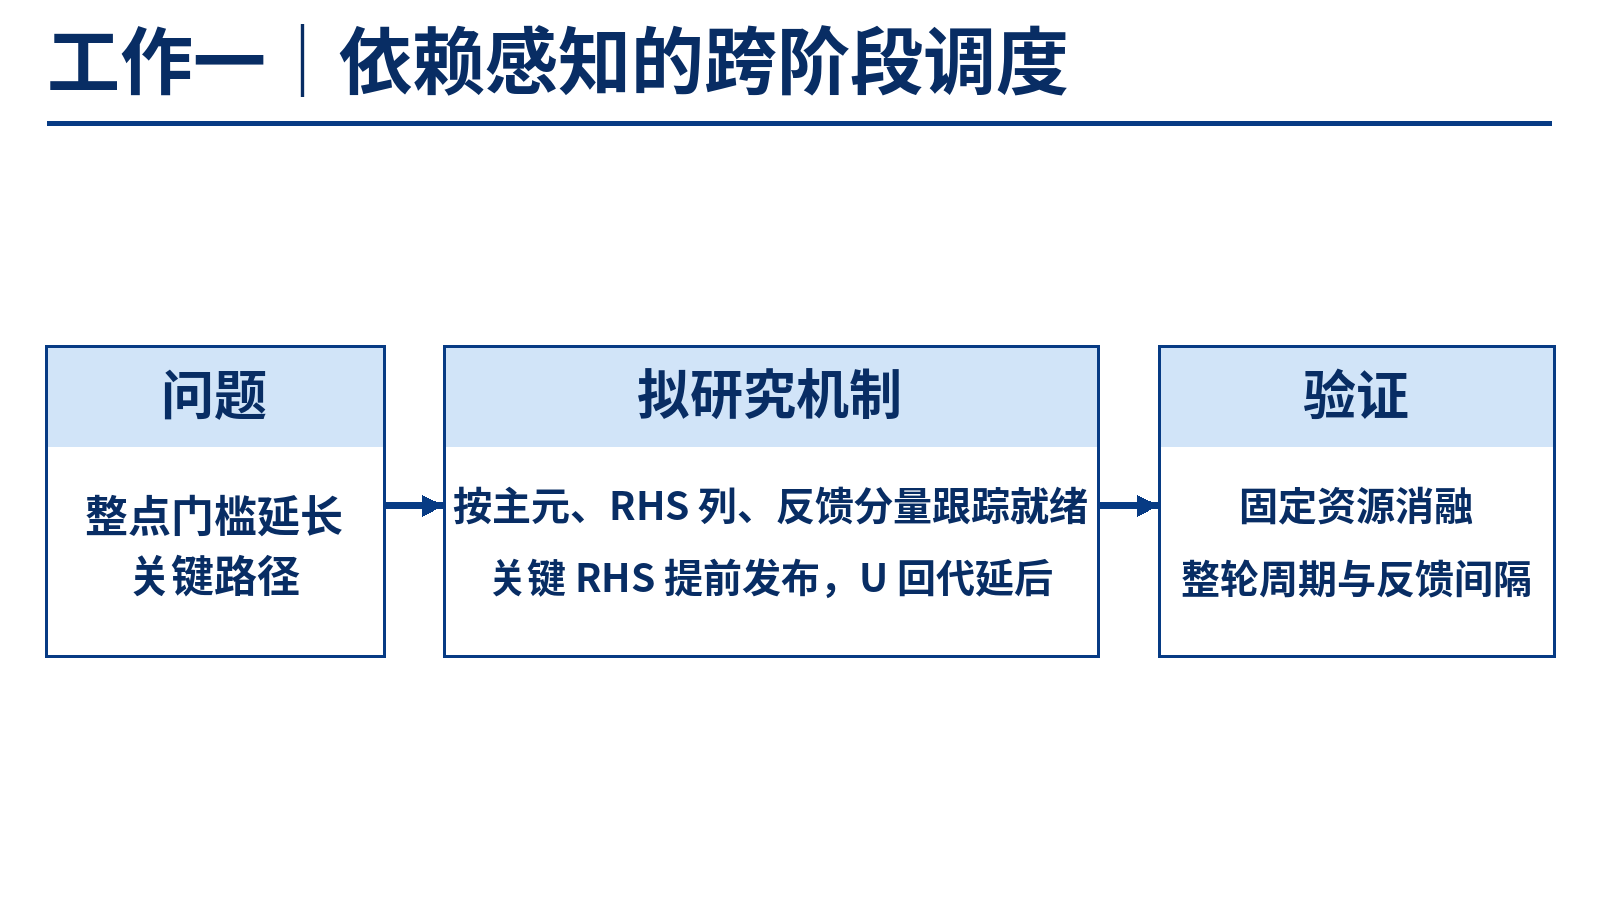 工作一｜依赖感知的跨阶段调度
问题
整点门槛延长
关键路径
拟研究机制
按主元、RHS 列、反馈分量跟踪就绪
关键 RHS 提前发布，U 回代延后
验证
固定资源消融
整轮周期与反馈间隔